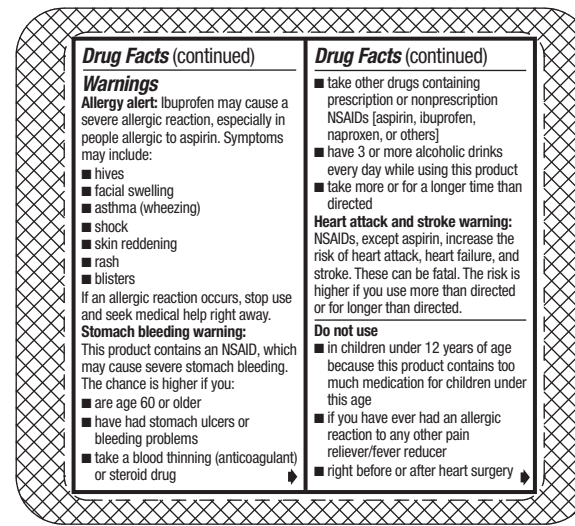 Drug Facts (continued)
Warnings
Allergy alert: Ibuprofen may cause a
severe allergic reaction, especially in
people allergic to aspirin. Symptoms
may include:
■ hives
■ facial swelling
■ asthma (wheezing)
■ shock
■ skin reddening
■ rash
■ blisters
If an allergic reaction occurs, stop use
and seek medical help right away.
Stomach bleeding warning:
This product contains an NSAID, which
may cause severe stomach bleeding.
The chance is higher if you:
■ are age 60 or older
■ have had stomach ulcers or
bleeding problems
■ take a blood thinning (anticoagulant)
or steroid drug
Drug Facts (continued)
■ take other drugs containing
prescription or nonprescription
NSAIDs [aspirin, ibuprofen,
naproxen, or others]
■ have 3 or more alcoholic drinks
every day while using this product
■ take more or for a longer time than
directed
Heart attack and stroke warning:
NSAIDs, except aspirin, increase the
risk of heart attack, heart failure, and
stroke. These can be fatal. The risk is
higher if you use more than directed
or for longer than directed.
Do not use
■ in children under 12 years of age
because this product contains too
much medication for children under
this age
■ if you have ever had an allergic
reaction to any other pain
reliever/fever reducer
■ right before or after heart surgery